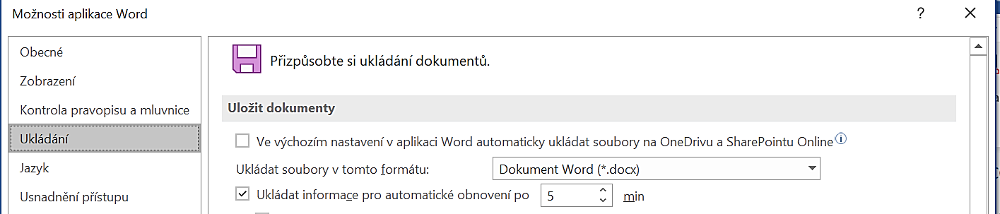 Možnosti aplikace Word
?
Obecné
Zobrazení
Kontrola pravopisu a mluvnice
Ukládání
Jazyk
Usnadnění přístupu
Přizpůsobte si ukládání dokumentů.
Uložit dokumenty
Ve výchozím nastavení v aplikaci Word automaticky ukládat soubory na OneDrivu a SharePointu Online
Ukládat soubory v tomto formátu: Dokument Word (*.docx)
Ukládat informace pro automatické obnovení po 5 min